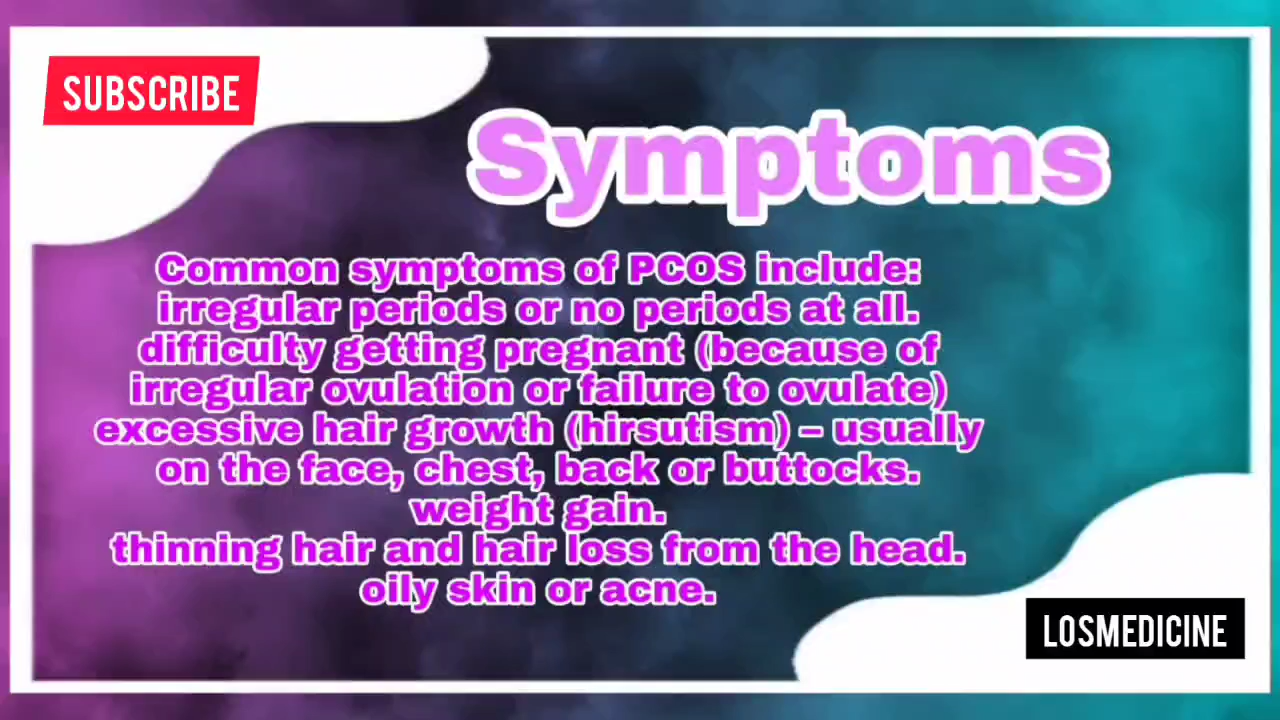 SUBSCRIBE
Symptoms
Common symptoms of PCOS include:
irregular periods or no periods at all.
difficulty getting pregnant (because of
irregular ovulation or failure to ovulate)
excessive hair growth (hirsutism) – usually
on the face, chest, back or buttocks.
weight gain.
thinning hair and hair loss from the head.
oily skin or acne.
LOSMEDICINE